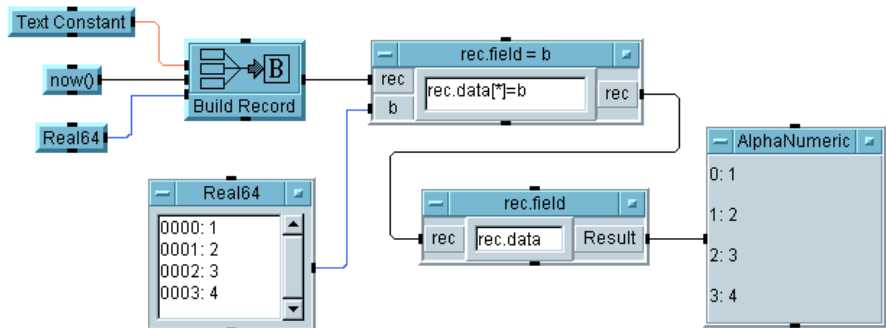 Text Constant
now()
Real64
B
Build Record
rec.field = b
rec
b
rec.data[*]=b
rec
Real64
0000: 1
0001: 2
0002: 3
0003: 4
rec.field
rec
rec.data
Result
AlphaNumeric
0: 1
1: 2
2: 3
3: 4